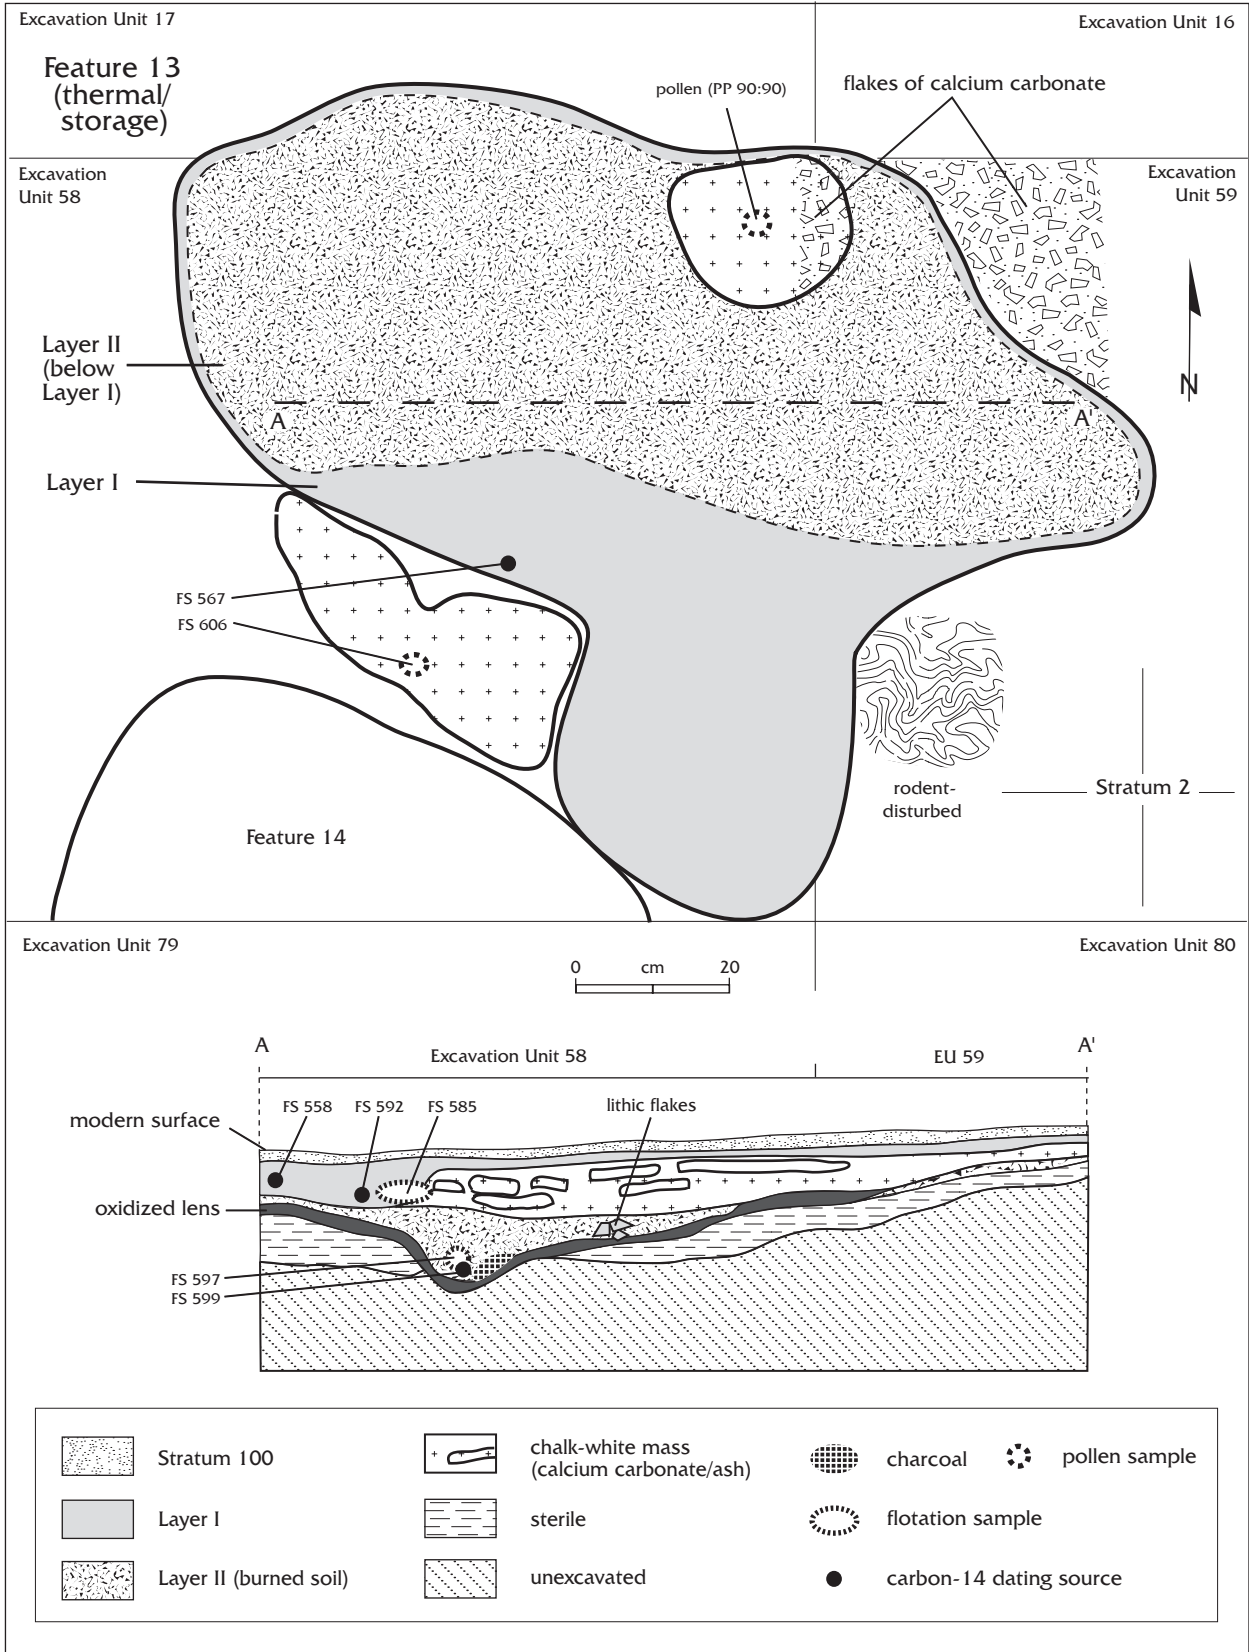 Excavation Unit 17
Excavation Unit 16
Feature 13
(thermal/
storage)
pollen (PP 90:90)
flakes of calcium carbonate
Excavation
Unit 58
Excavation
Unit 59
Layer II
(below
Layer I)
N
A
A'
Layer I
FS 567
FS 606
rodent-
disturbed
Stratum 2
Feature 14
Excavation Unit 79
Excavation Unit 80
0 cm 20
A
Excavation Unit 58
EU 59
A'
modern surface
FS 558
FS 592
FS 585
lithic flakes
oxidized lens
FS 597
FS 599
Stratum 100
chalk-white mass
(calcium carbonate/ash)
charcoal
pollen sample
Layer I
sterile
flotation sample
Layer II (burned soil)
unexcavated
carbon-14 dating source